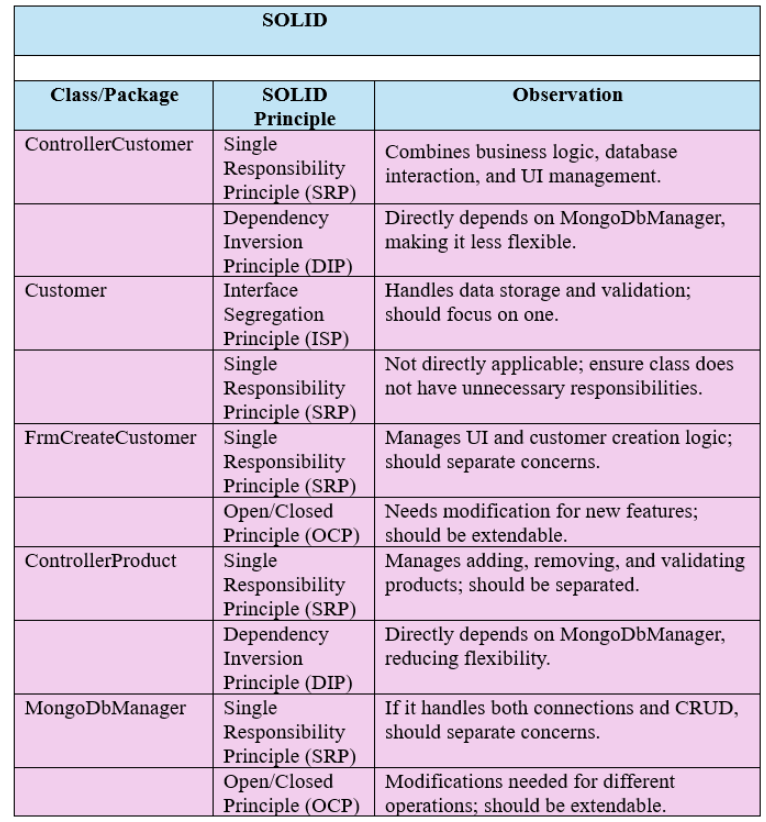 SOLID
Class/Package
SOLID
Principle
Observation
ControllerCustomer
Single
Responsibility
Principle (SRP)
Combines business logic, database
interaction, and UI management.
Dependency
Inversion
Principle (DIP)
Directly depends on MongoDbManager,
making it less flexible.
Customer
Interface
Segregation
Principle (ISP)
Handles data storage and validation;
should focus on one.
Single
Responsibility
Principle (SRP)
Not directly applicable; ensure class does
not have unnecessary responsibilities.
FrmCreateCustomer
Single
Responsibility
Principle (SRP)
Manages UI and customer creation logic;
should separate concerns.
Open/Closed
Principle (OCP)
Needs modification for new features;
should be extendable.
ControllerProduct
Single
Responsibility
Principle (SRP)
Manages adding, removing, and validating
products; should be separated.
Dependency
Inversion
Principle (DIP)
Directly depends on MongoDbManager,
reducing flexibility.
MongoDbManager
Single
Responsibility
Principle (SRP)
If it handles both connections and CRUD,
should separate concerns.
Open/Closed
Principle (OCP)
Modifications needed for different
operations; should be extendable.